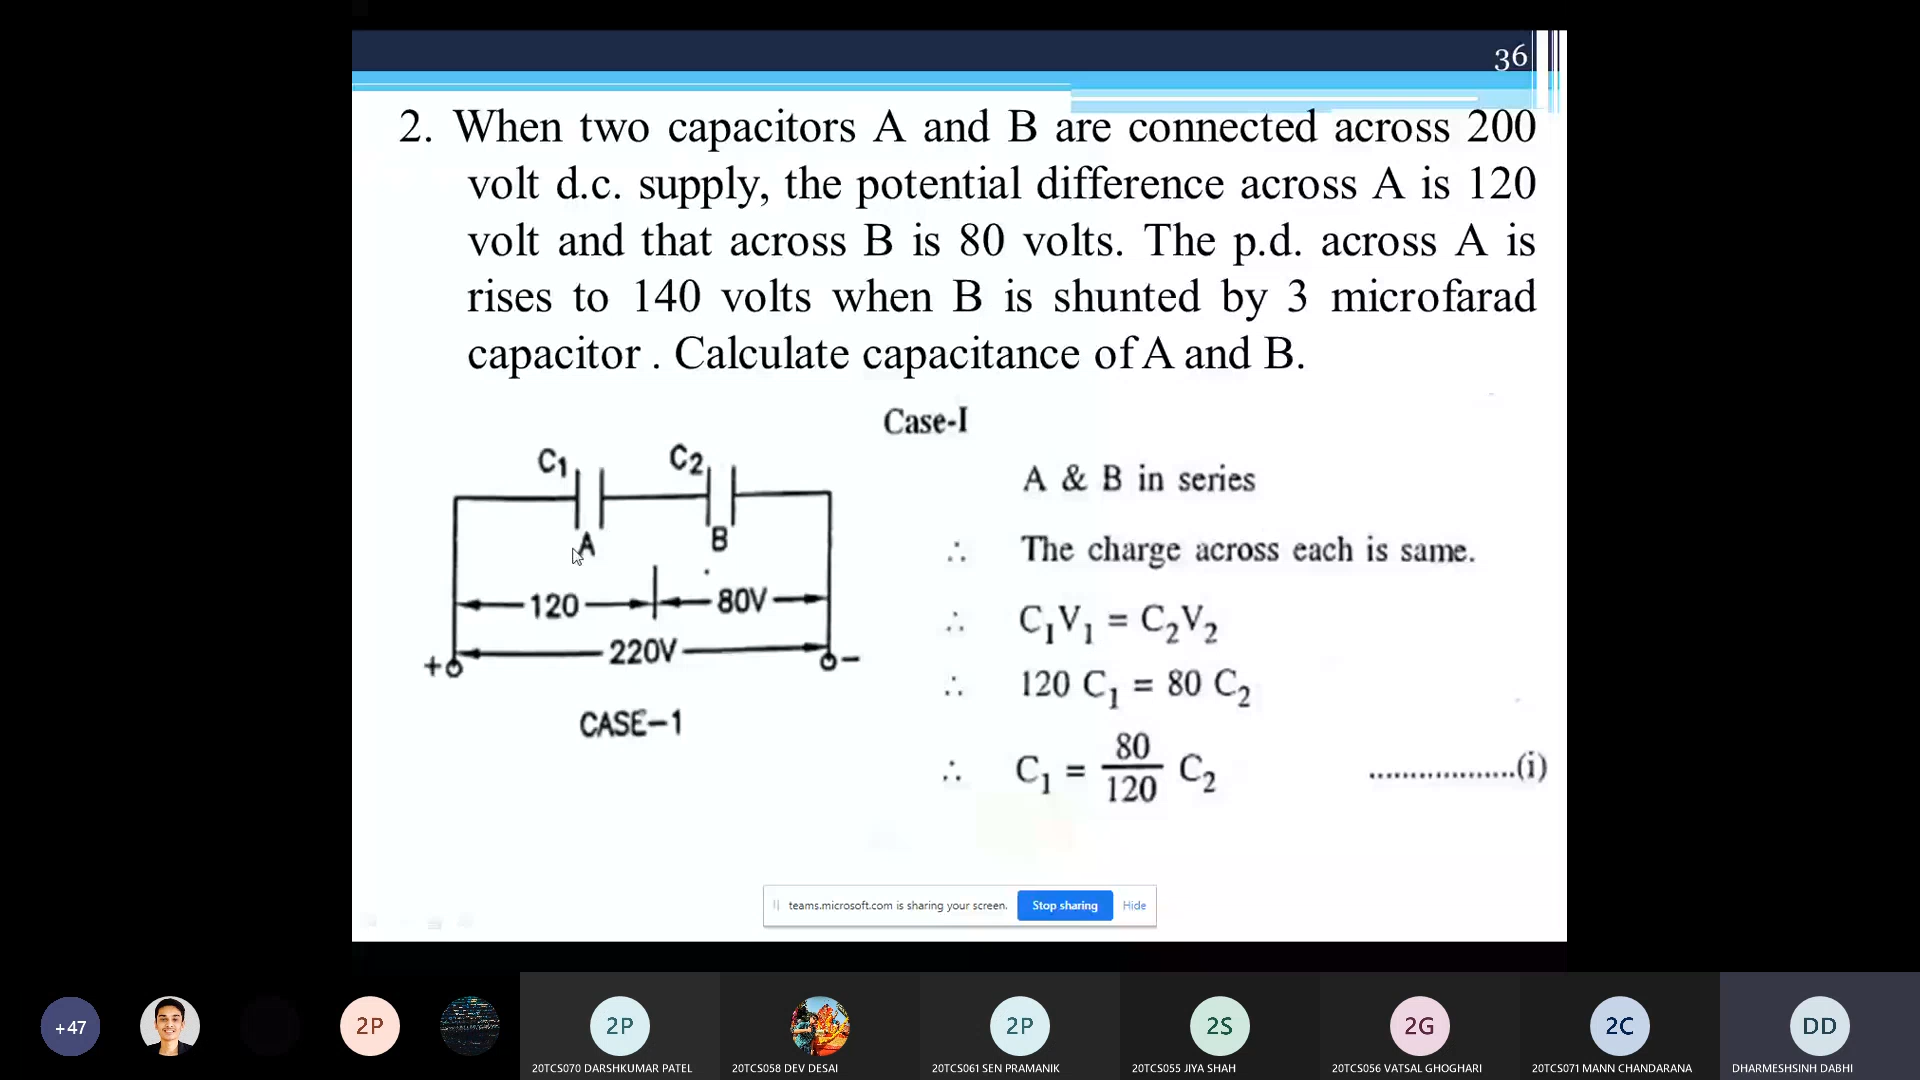 36
2. When two capacitors A and B are connected across 200
volt d.c. supply, the potential difference across A is 120
volt and that across B is 80 volts. The p.d. across A is
rises to 140 volts when B is shunted by 3 microfarad
capacitor . Calculate capacitance of A and B.
C1
C2
A
B
120
80V
220V
+
–
CASE–1
Case-I
A & B in series
∴ The charge across each is same.
∴ C1V1 = C2V2
∴ 120 C1 = 80 C2
∴ C1 = 80/120 C2 ..................(i)
teams.microsoft.com is sharing your screen.
Stop sharing
Hide
+47
2P
2P
20TCS070 DARSHKUMAR PATEL
20TCS058 DEV DESAI
2P
20TCS061 SEN PRAMANIK
2S
20TCS055 JIYA SHAH
2G
20TCS056 VATSAL GHOGHARI
2C
20TCS071 MANN CHANDARANA
DD
DHARMESHSINH DABHI